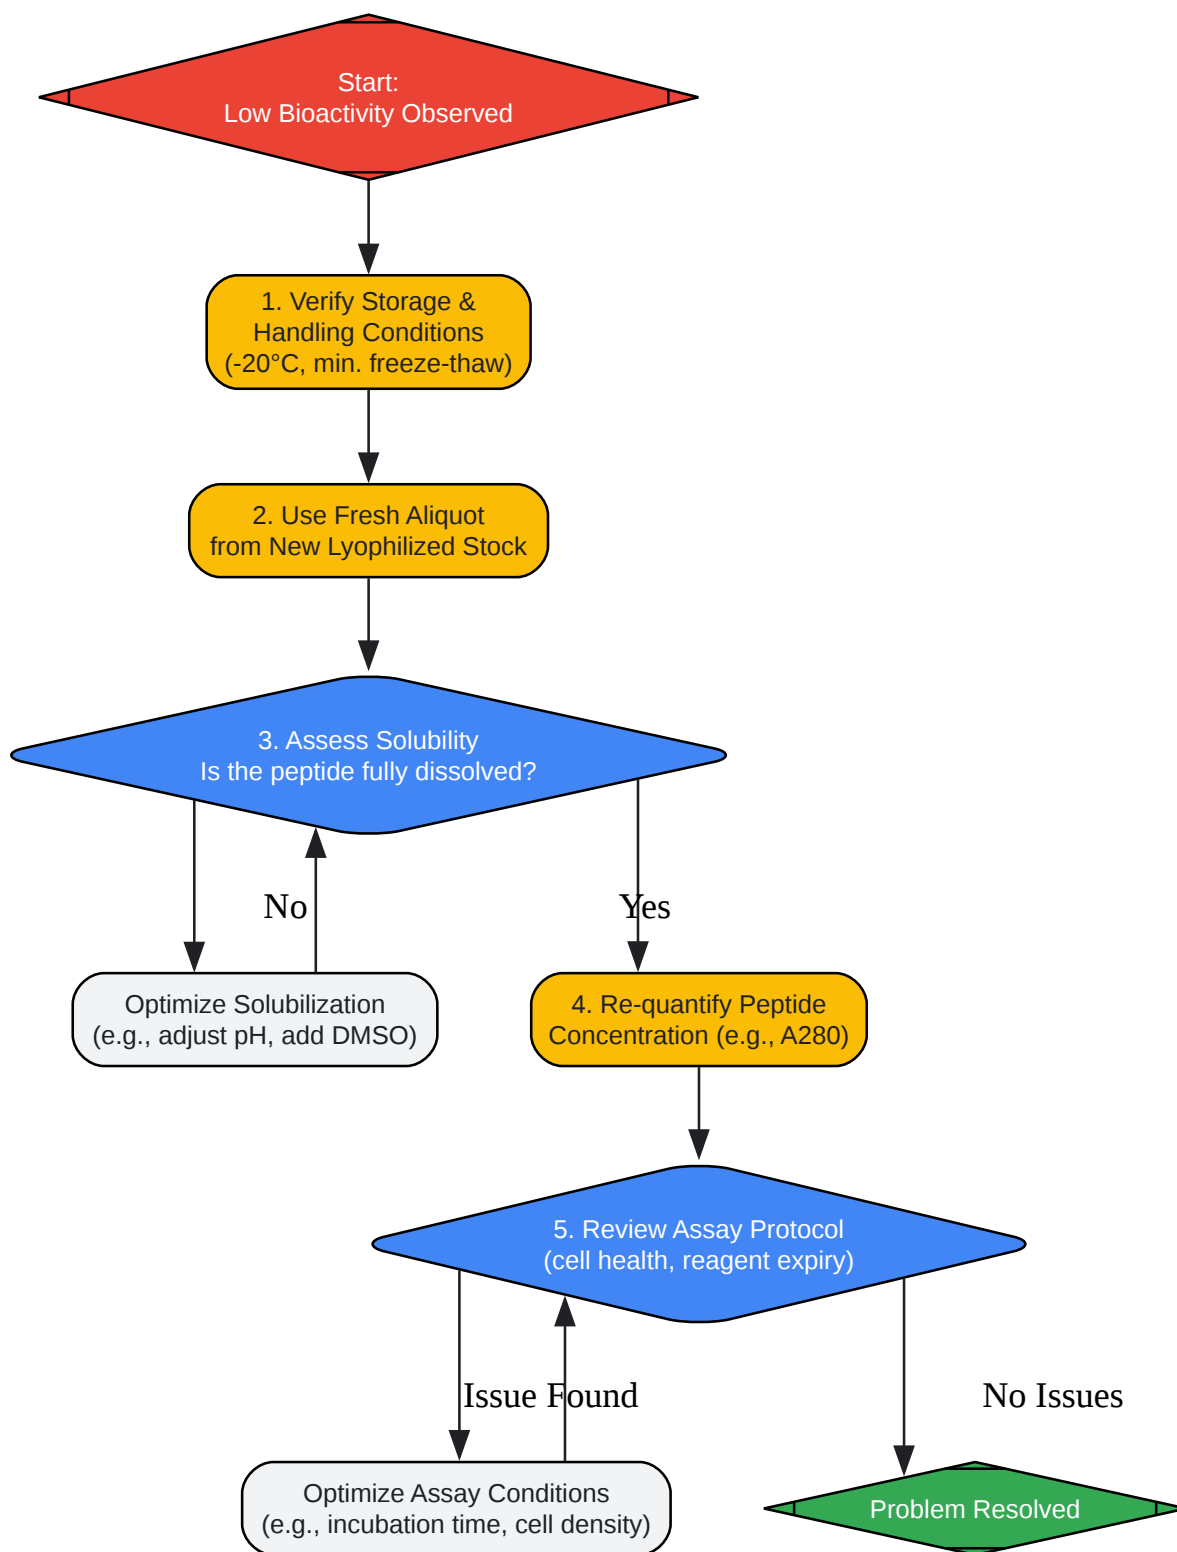 Start:
Low Bioactivity Observed
1. Verify Storage &
Handling Conditions
(-20°C, min. freeze-thaw)
2. Use Fresh Aliquot
from New Lyophilized Stock
3. Assess Solubility
Is the peptide fully dissolved?
No
Yes
Optimize Solubilization
(e.g., adjust pH, add DMSO)
4. Re-quantify Peptide
Concentration (e.g., A280)
5. Review Assay Protocol
(cell health, reagent expiry)
Issue Found
No Issues
Optimize Assay Conditions
(e.g., incubation time, cell density)
Problem Resolved